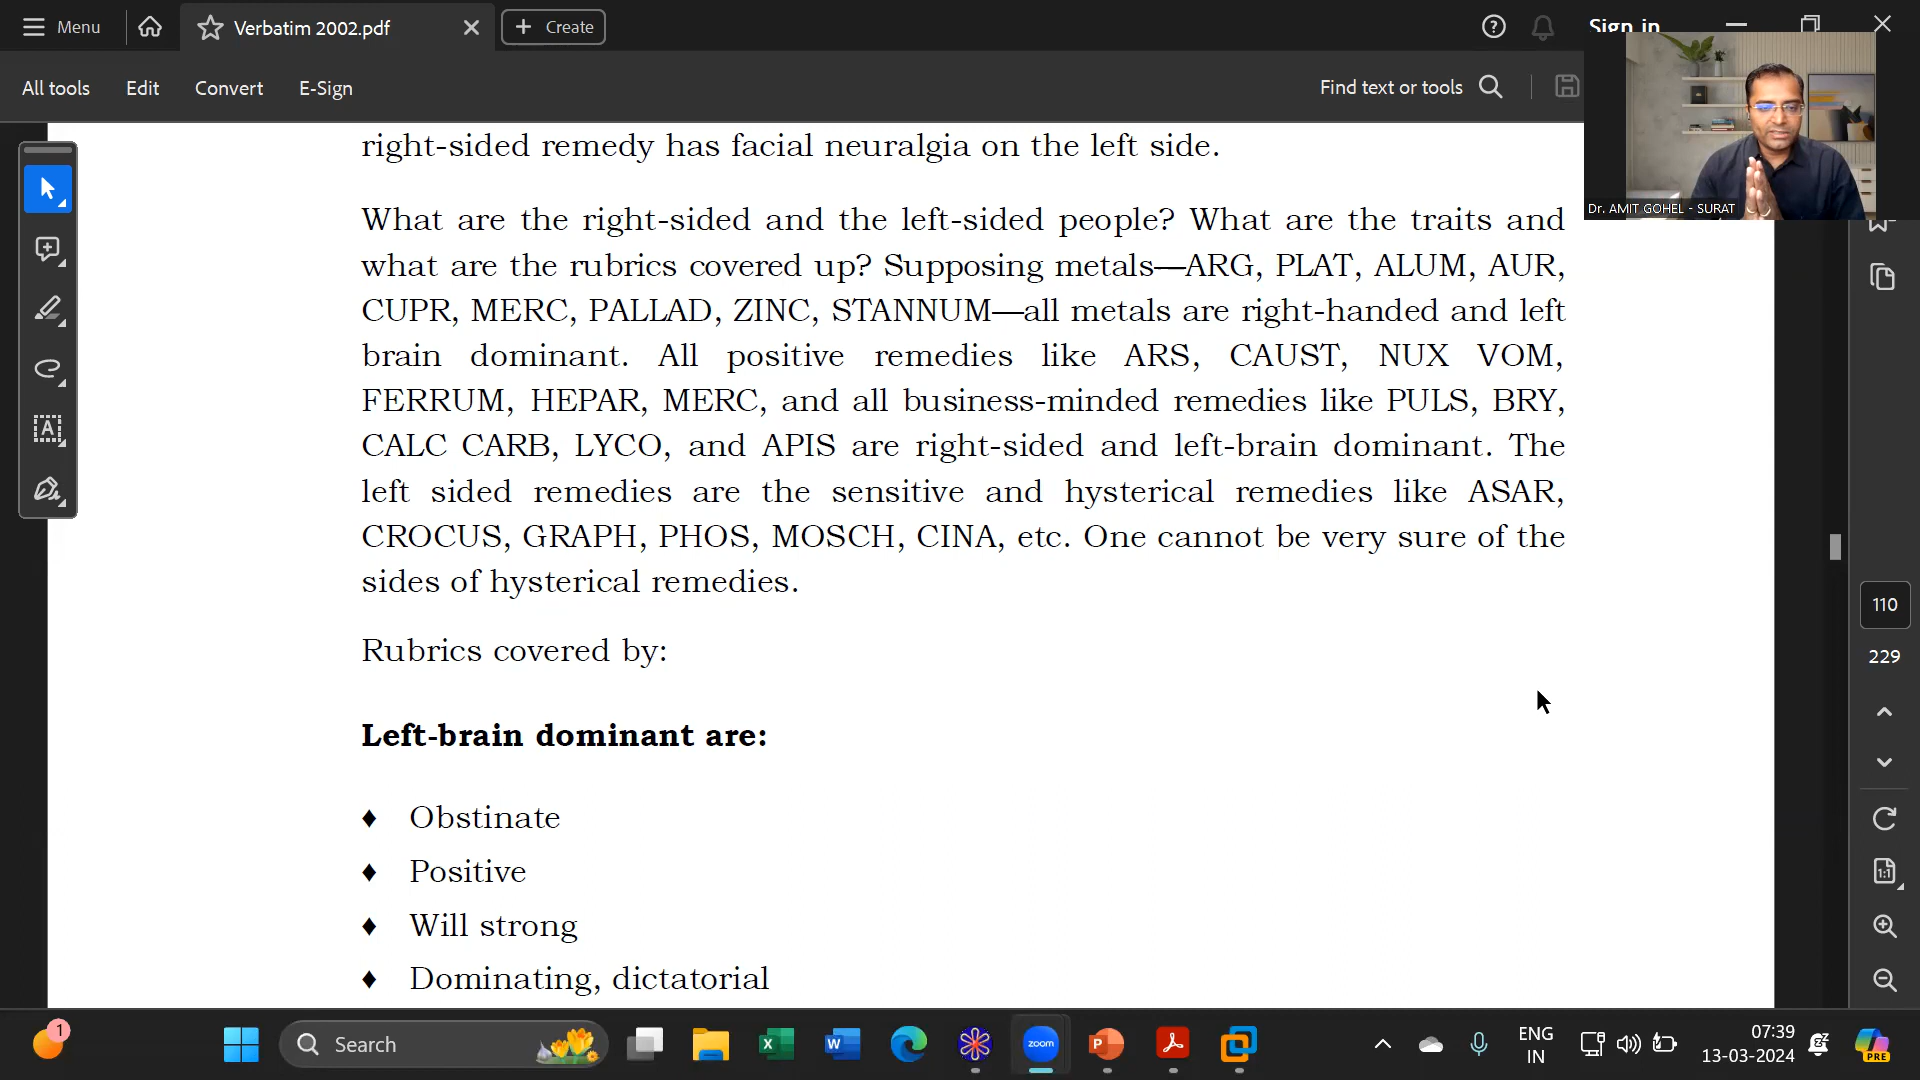 Menu
Verbatim 2002.pdf
Create
Sign in
All tools
Edit
Convert
E-Sign
Find text or tools
Dr. AMIT GOHEL - SURAT
right-sided remedy has facial neuralgia on the left side.
What are the right-sided and the left-sided people? What are the traits and
what are the rubrics covered up? Supposing metals—ARG, PLAT, ALUM, AUR,
CUPR, MERC, PALLAD, ZINC, STANNUM—all metals are right-handed and left
brain dominant. All positive remedies like ARS, CAUST, NUX VOM,
FERRUM, HEPAR, MERC, and all business-minded remedies like PULS, BRY,
CALC CARB, LYCO, and APIS are right-sided and left-brain dominant. The
left sided remedies are the sensitive and hysterical remedies like ASAR,
CROCUS, GRAPH, PHOS, MOSCH, CINA, etc. One cannot be very sure of the
sides of hysterical remedies.
Rubrics covered by:
Left-brain dominant are:
♦ Obstinate
♦ Positive
♦ Will strong
♦ Dominating, dictatorial
110
229
1:1
1
Search
zoom
ENG
IN
07:39
13-03-2024
PRE